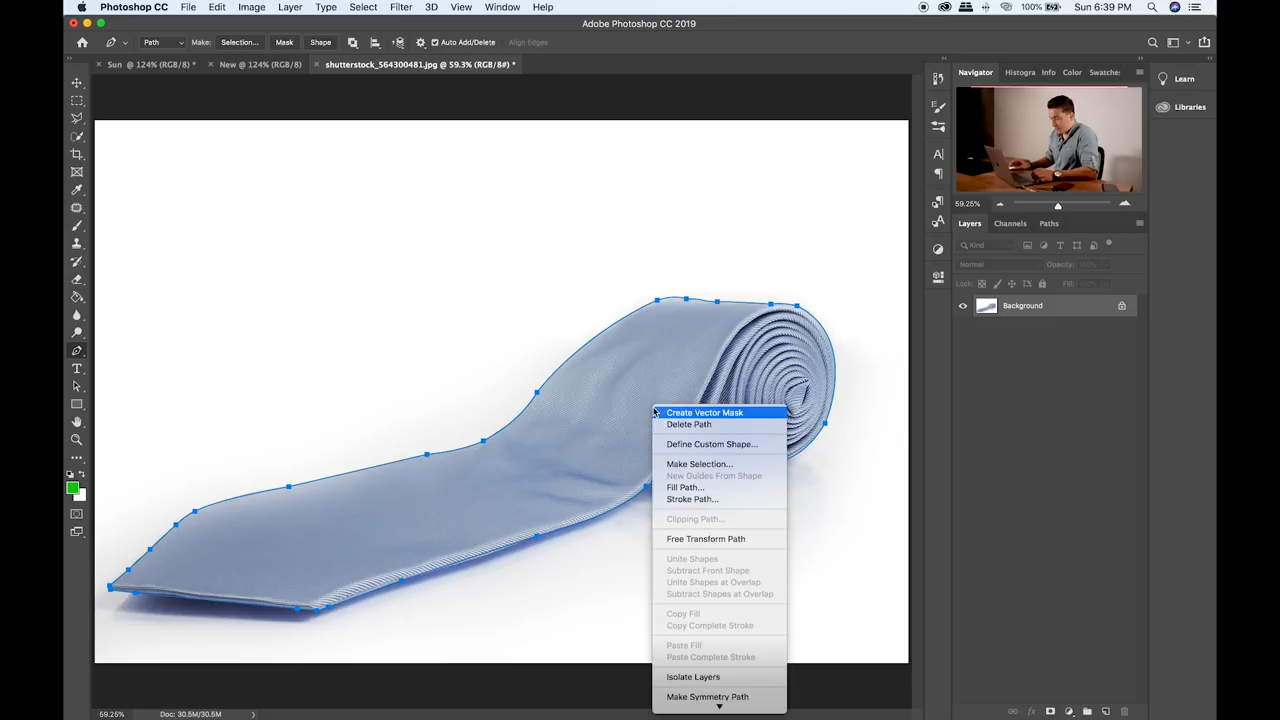 Photoshop CC File Edit Image Layer Type Select Filter 3D View Window Help 100% Sun 6:39 PM
Adobe Photoshop CC 2019
Path Make: Selection... Mask Shape Auto Add/Delete Align Edges
Sun @ 124% (RGB/8) * New @ 124% (RGB/8) shutterstock_564300481.jpg @ 59.3% (RGB/8#) *
Navigator Histogra Info Color Swatche:
Learn
Libraries
59.25%
Layers Channels Paths
Kind
Normal Opacity: 100%
Lock: Fill: 100%
Background
Create Vector Mask
Delete Path
Define Custom Shape...
Make Selection...
New Guides From Shape
Fill Path...
Stroke Path...
Clipping Path...
Free Transform Path
Unite Shapes
Subtract Front Shape
Unite Shapes at Overlap
Subtract Shapes at Overlap
Copy Fill
Copy Complete Stroke
Paste Fill
Paste Complete Stroke
Isolate Layers
Make Symmetry Path
59.25% Doc: 30.5M/30.5M